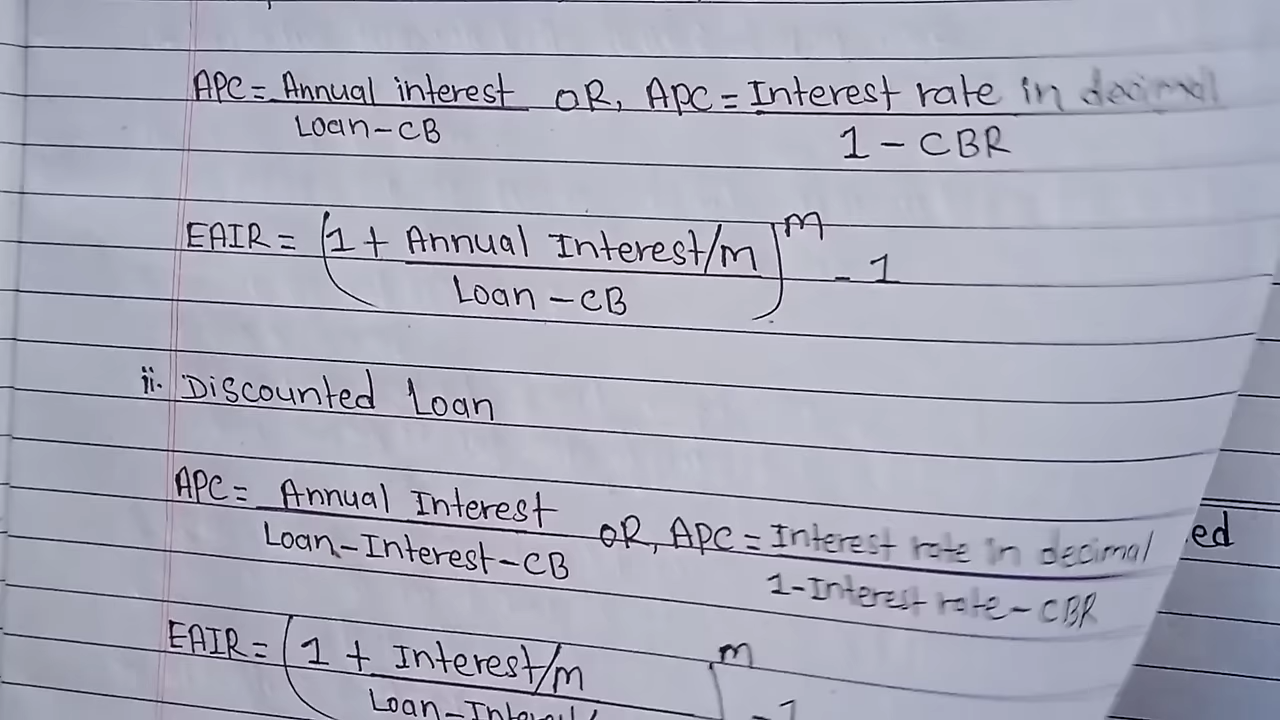 APC = Annual interest / Loan-CB OR, APC = Interest rate in decimal / 1 - CBR
EAIR = (1 + Annual Interest/m / Loan - CB)^m - 1
ii. Discounted Loan
APC = Annual Interest / Loan-Interest-CB OR, APC = Interest rate in decimal / 1-Interest rate - CBR
ed
EAIR = (1 + Interest/m / Loan-)^m - 1